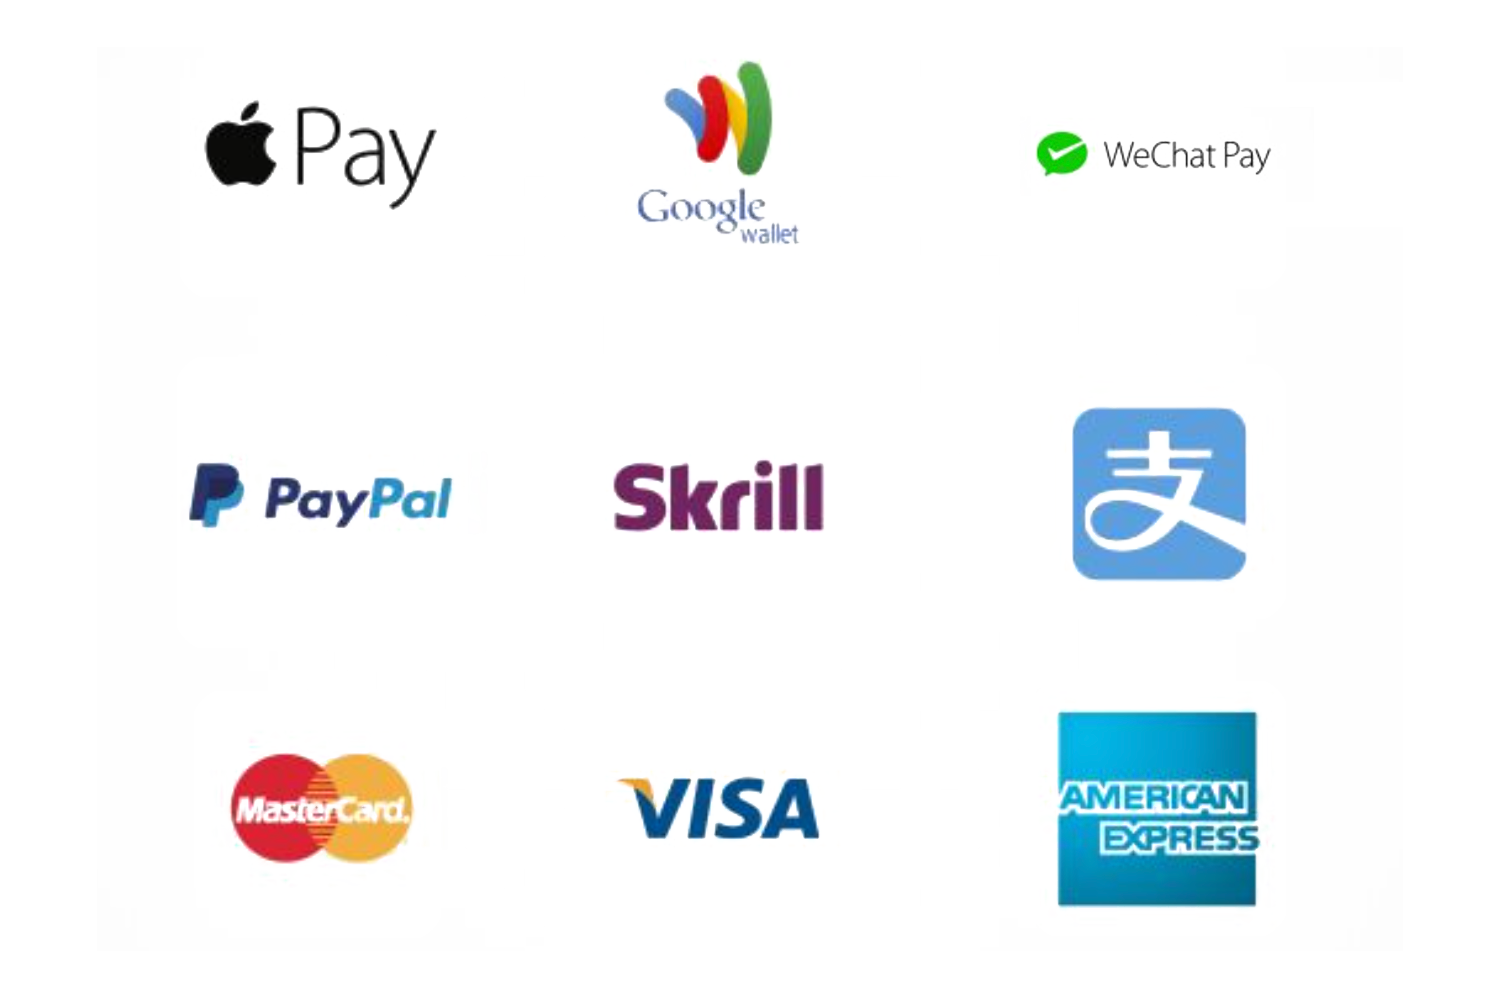 Pay
Google
wallet
WeChat Pay
PayPal
Skrill
支
MasterCard.
VISA
AMERICAN
EXPRESS